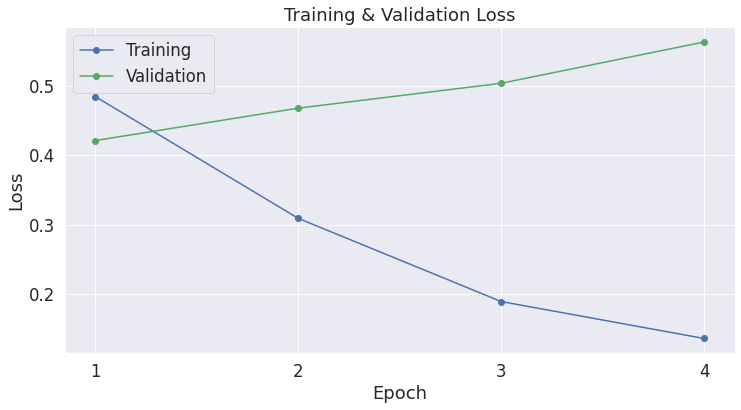 Training & Validation Loss
Training
Validation
0.5
0.4
0.3
0.2
Loss
1 2 3 4
Epoch